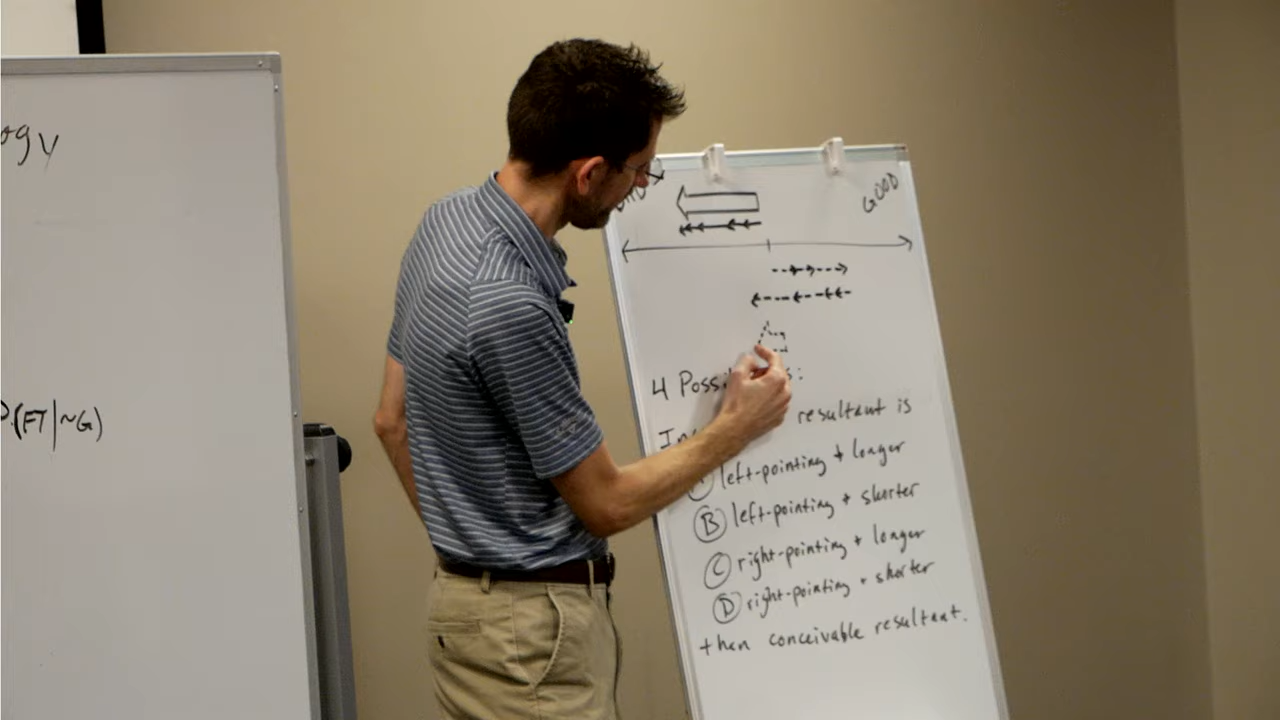 ogy
(FT|~G)
GOOD
4
resultant is
left-pointing + longer
B left-pointing + shorter
C right-pointing + longer
D right-pointing + shorter
then conceivable resultant.